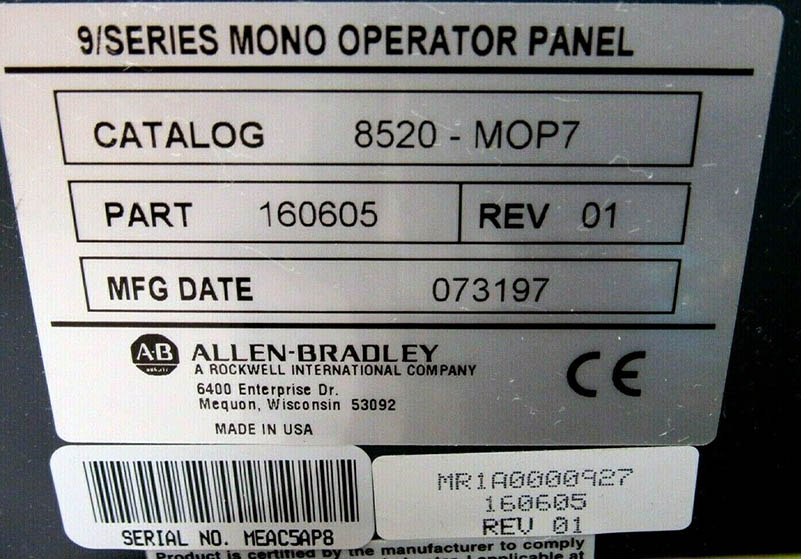 9/SERIES MONO OPERATOR PANEL
CATALOG 8520 - MOP7
PART 160605 REV 01
MFG DATE 073197
A·B ALLEN-BRADLEY
A ROCKWELL INTERNATIONAL COMPANY
6400 Enterprise Dr.
Mequon, Wisconsin 53092
MADE IN USA
CE
MR1A0000927
160605
REV 01
SERIAL NO. MEAC5AP8
Product is certified by the manufacturer to comply
applicable at